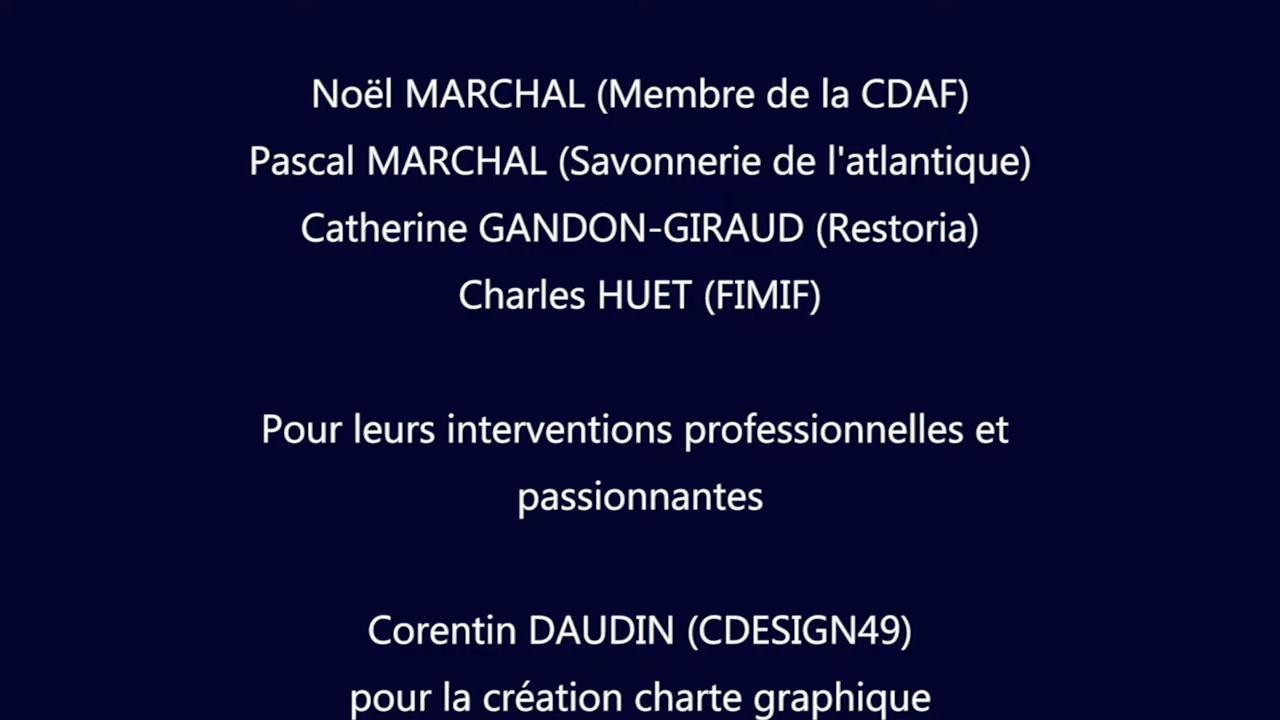 Noël MARCHAL (Membre de la CDAF)
Pascal MARCHAL (Savonnerie de l'atlantique)
Catherine GANDON-GIRAUD (Restoria)
Charles HUET (FIMIF)
Pour leurs interventions professionnelles et
passionnantes
Corentin DAUDIN (CDESIGN49)
pour la création charte graphique